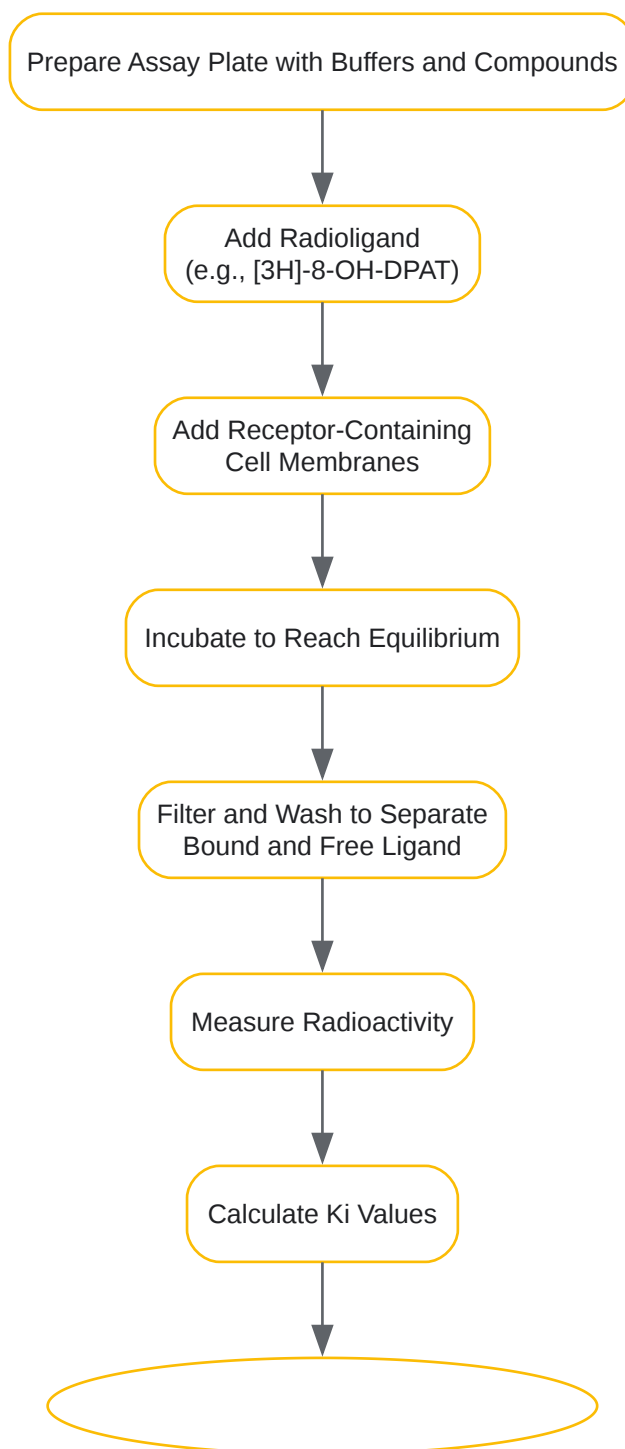 Prepare Assay Plate with Buffers and Compounds
Add Radioligand
(e.g., [3H]-8-OH-DPAT)
Add Receptor-Containing
Cell Membranes
Incubate to Reach Equilibrium
Filter and Wash to Separate
Bound and Free Ligand
Measure Radioactivity
Calculate Ki Values